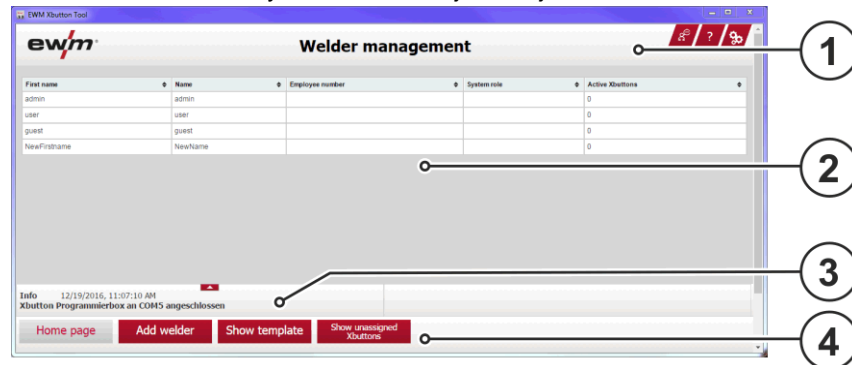 EWM Xbutton Tool
ewm
Welder management
?
1
First name Name Employee number System role Active Xbuttons
admin admin 0
user user 0
guest guest 0
NewFirstname NewName 0
2
Info 12/19/2016, 11:07:10 AM
Xbutton Programmierbox an COM5 angeschlossen
3
Home page Add welder Show template Show unassigned
Xbuttons
4